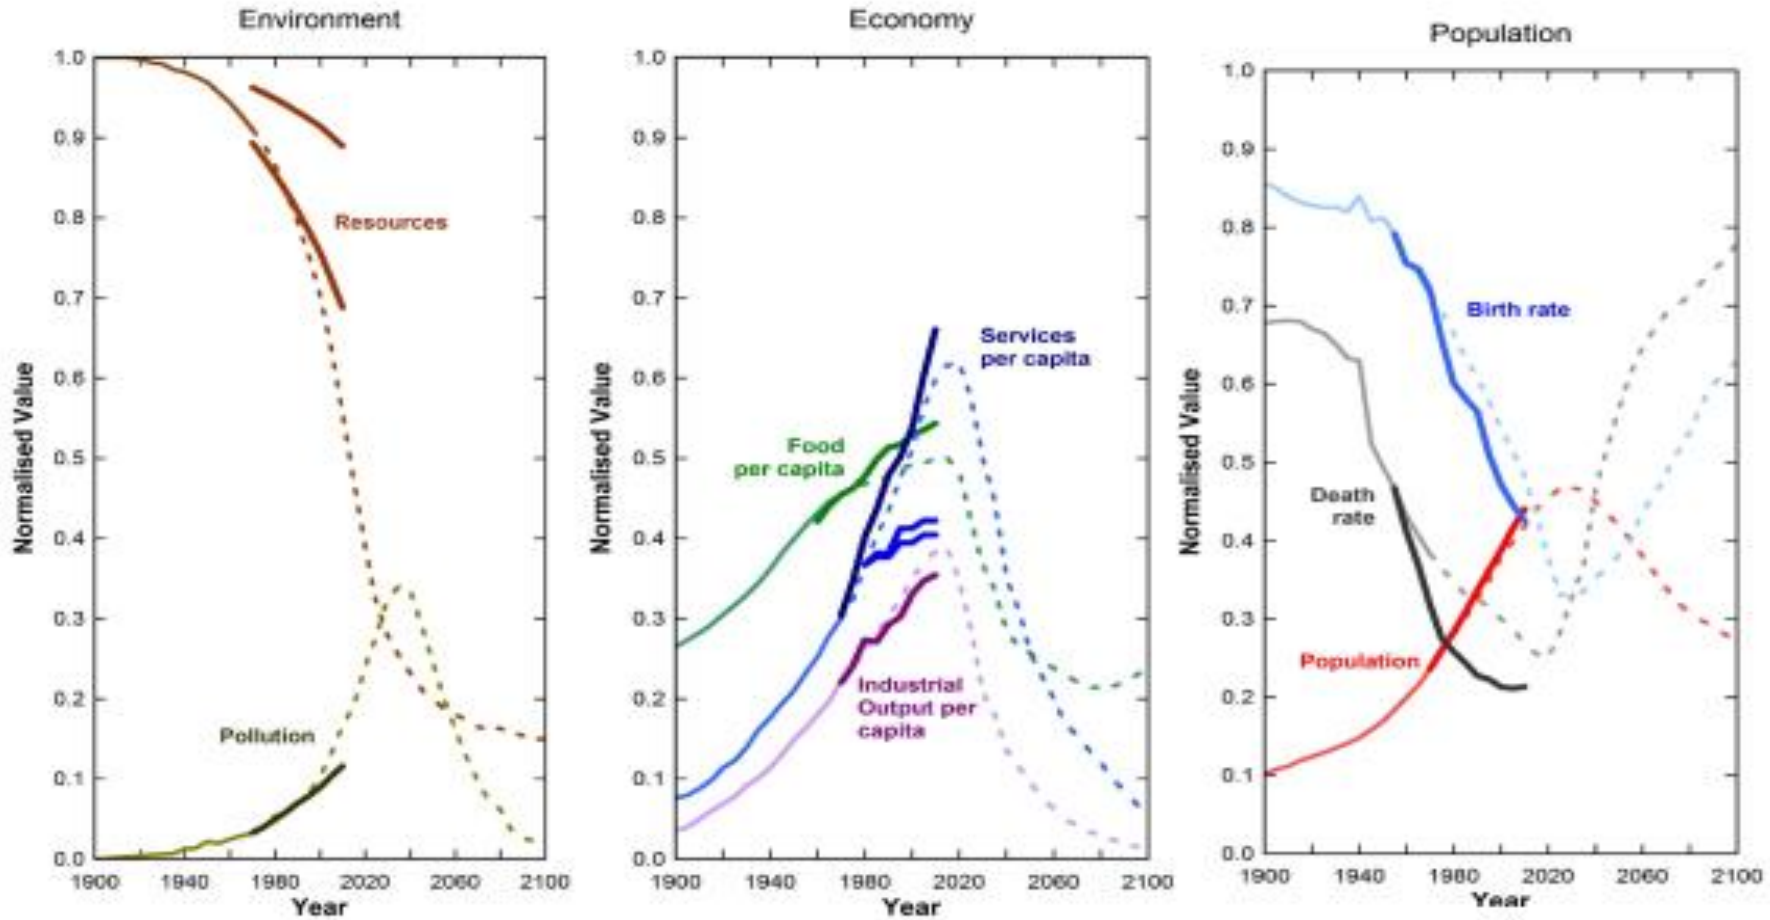 Environment
1.0
0.9
0.8
0.7
0.6
0.5
0.4
0.3
0.2
0.1
0.0
Normalised Value
Resources
Pollution
1900 1940 1980 2020 2060 2100
Year
Economy
1.0
0.9
0.8
0.7
0.6
0.5
0.4
0.3
0.2
0.1
0.0
Normalised Value
Services
per capita
Food
per capita
Industrial
Output per
capita
1900 1940 1980 2020 2060 2100
Year
Population
1.0
0.9
0.8
0.7
0.6
0.5
0.4
0.3
0.2
0.1
0.0
Normalised Value
Birth rate
Death
rate
Population
1900 1940 1980 2020 2060 2100
Year